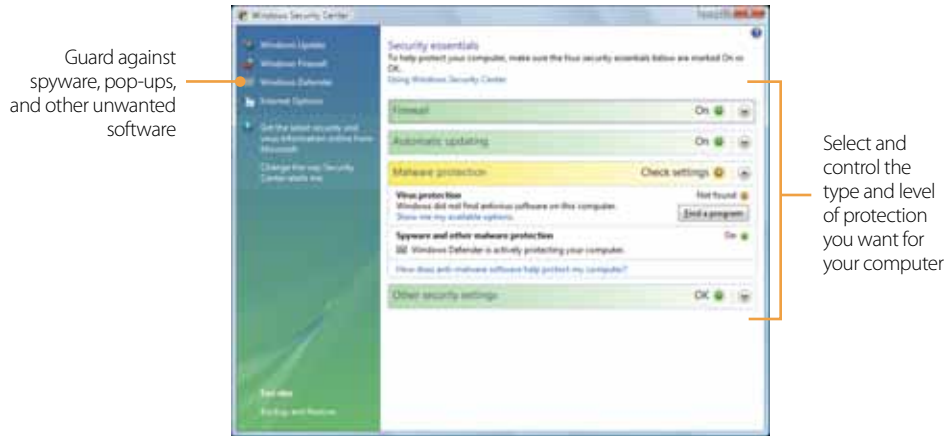 Windows Security Center
Guard against
spyware, pop-ups,
and other unwanted
software
Windows Update
Windows Firewall
Windows Defender
Internet Options
Get the latest security and
virus information online from
Microsoft
Change the way Security
Center alerts me
See also
Backup and Restore
Security essentials
To help protect your computer, make sure the four security essentials below are marked On or
OK.
Using Windows Security Center
Firewall On
Automatic updating On
Malware protection Check settings
Virus protection Not found
Windows did not find antivirus software on this computer.
Show me my available options. Find a program
Spyware and other malware protection On
Windows Defender is actively protecting your computer.
How does anti-malware software help protect my computer?
Other security settings OK
Select and
control the
type and level
of protection
you want for
your computer